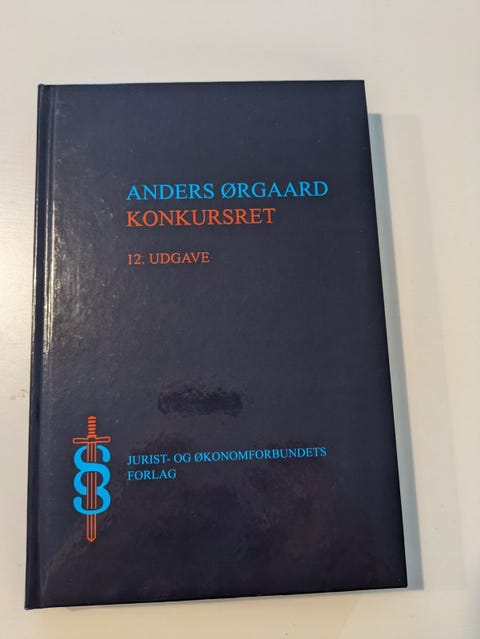 ANDERS ØRGAARD
KONKURSRET
12. UDGAVE
JURIST- OG ØKONOMFORBUNDETS
FORLAG